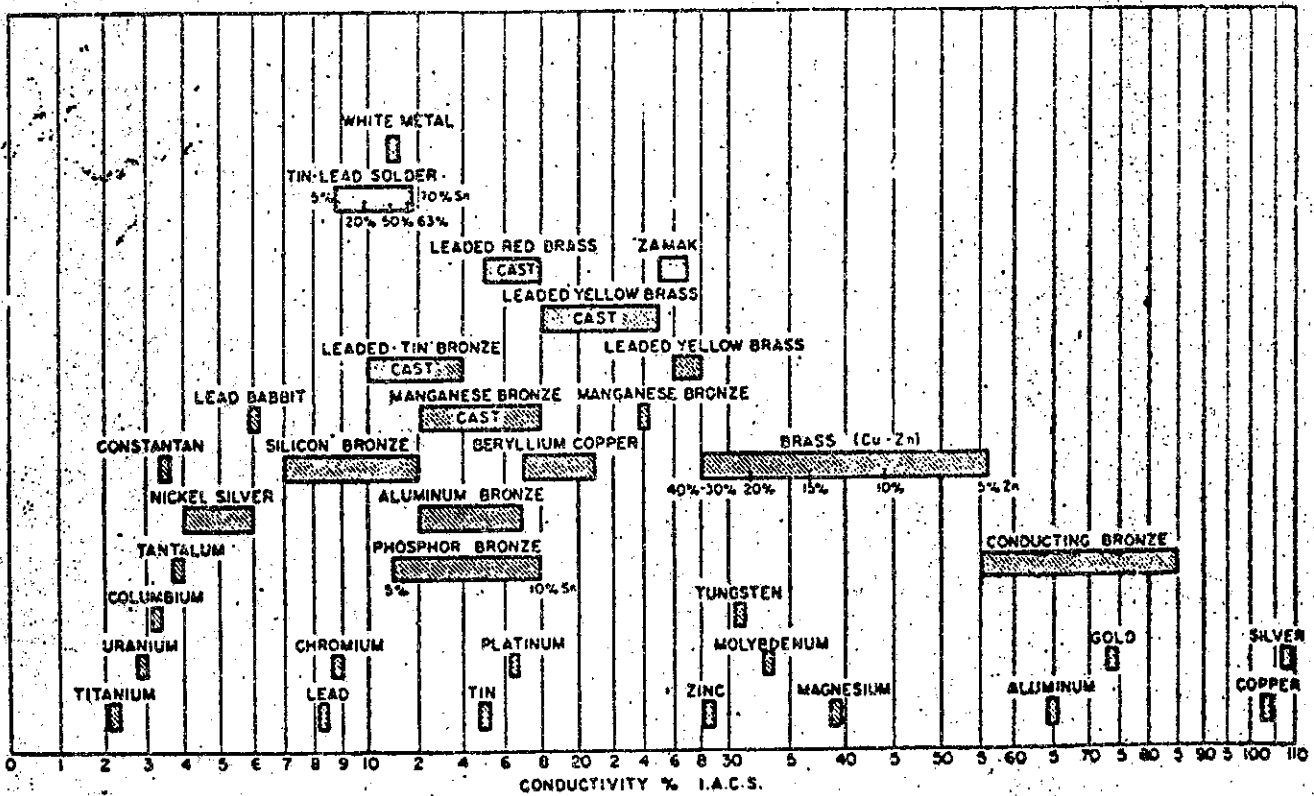 WHITE METAL
TIN-LEAD SOLDER
5% 70% Sn
20% 50% 63%
LEADED RED BRASS ZAMAK
CAST
LEADED YELLOW BRASS
CAST
LEADED-TIN BRONZE LEADED YELLOW BRASS
CAST
LEAD BABBIT MANGANESE BRONZE MANGANESE BRONZE
CAST
CONSTANTAN SILICON BRONZE BERYLLIUM COPPER BRASS (Cu-Zn)
40%-30% 20% 15% 10% 5% Zn
NICKEL SILVER ALUMINUM BRONZE
TANTALUM PHOSPHOR BRONZE CONDUCTING BRONZE
5% 10% Sn
COLUMBIUM TUNGSTEN
URANIUM CHROMIUM PLATINUM MOLYBDENUM GOLD SILVER
TITANIUM LEAD TIN ZINC MAGNESIUM ALUMINUM COPPER
0 1 2 3 4 5 6 7 8 9 10 2 4 6 8 20 2 4 6 8 30 5 40 5 50 5 60 5 70 5 80 5 90 5 100 5 110
CONDUCTIVITY % I.A.C.S.